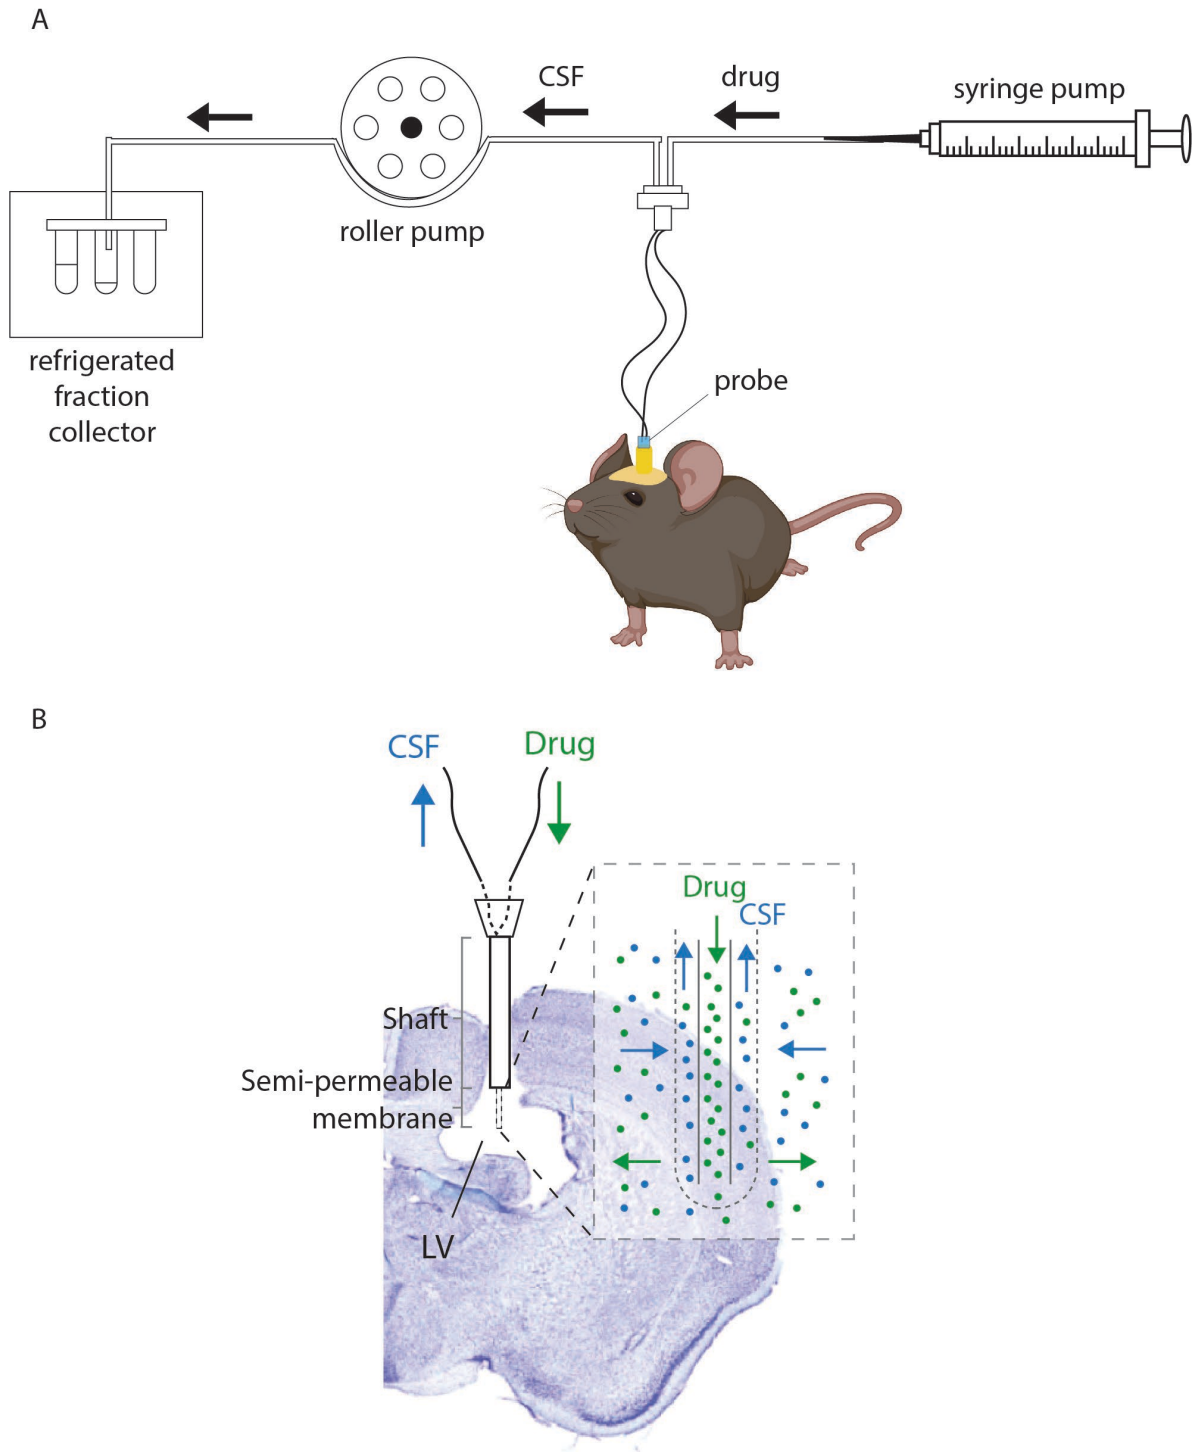 A
CSF
drug
syringe pump
roller pump
refrigerated
fraction
collector
probe
B
CSF
Drug
Drug
CSF
Shaft
Semi-permeable
membrane
LV